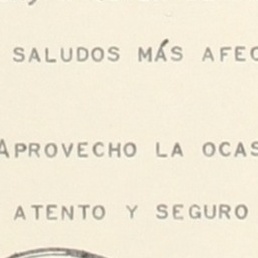 SALUDOS MÁS AFEC
APROVECHO LA OCAS
ATENTO Y SEGURO